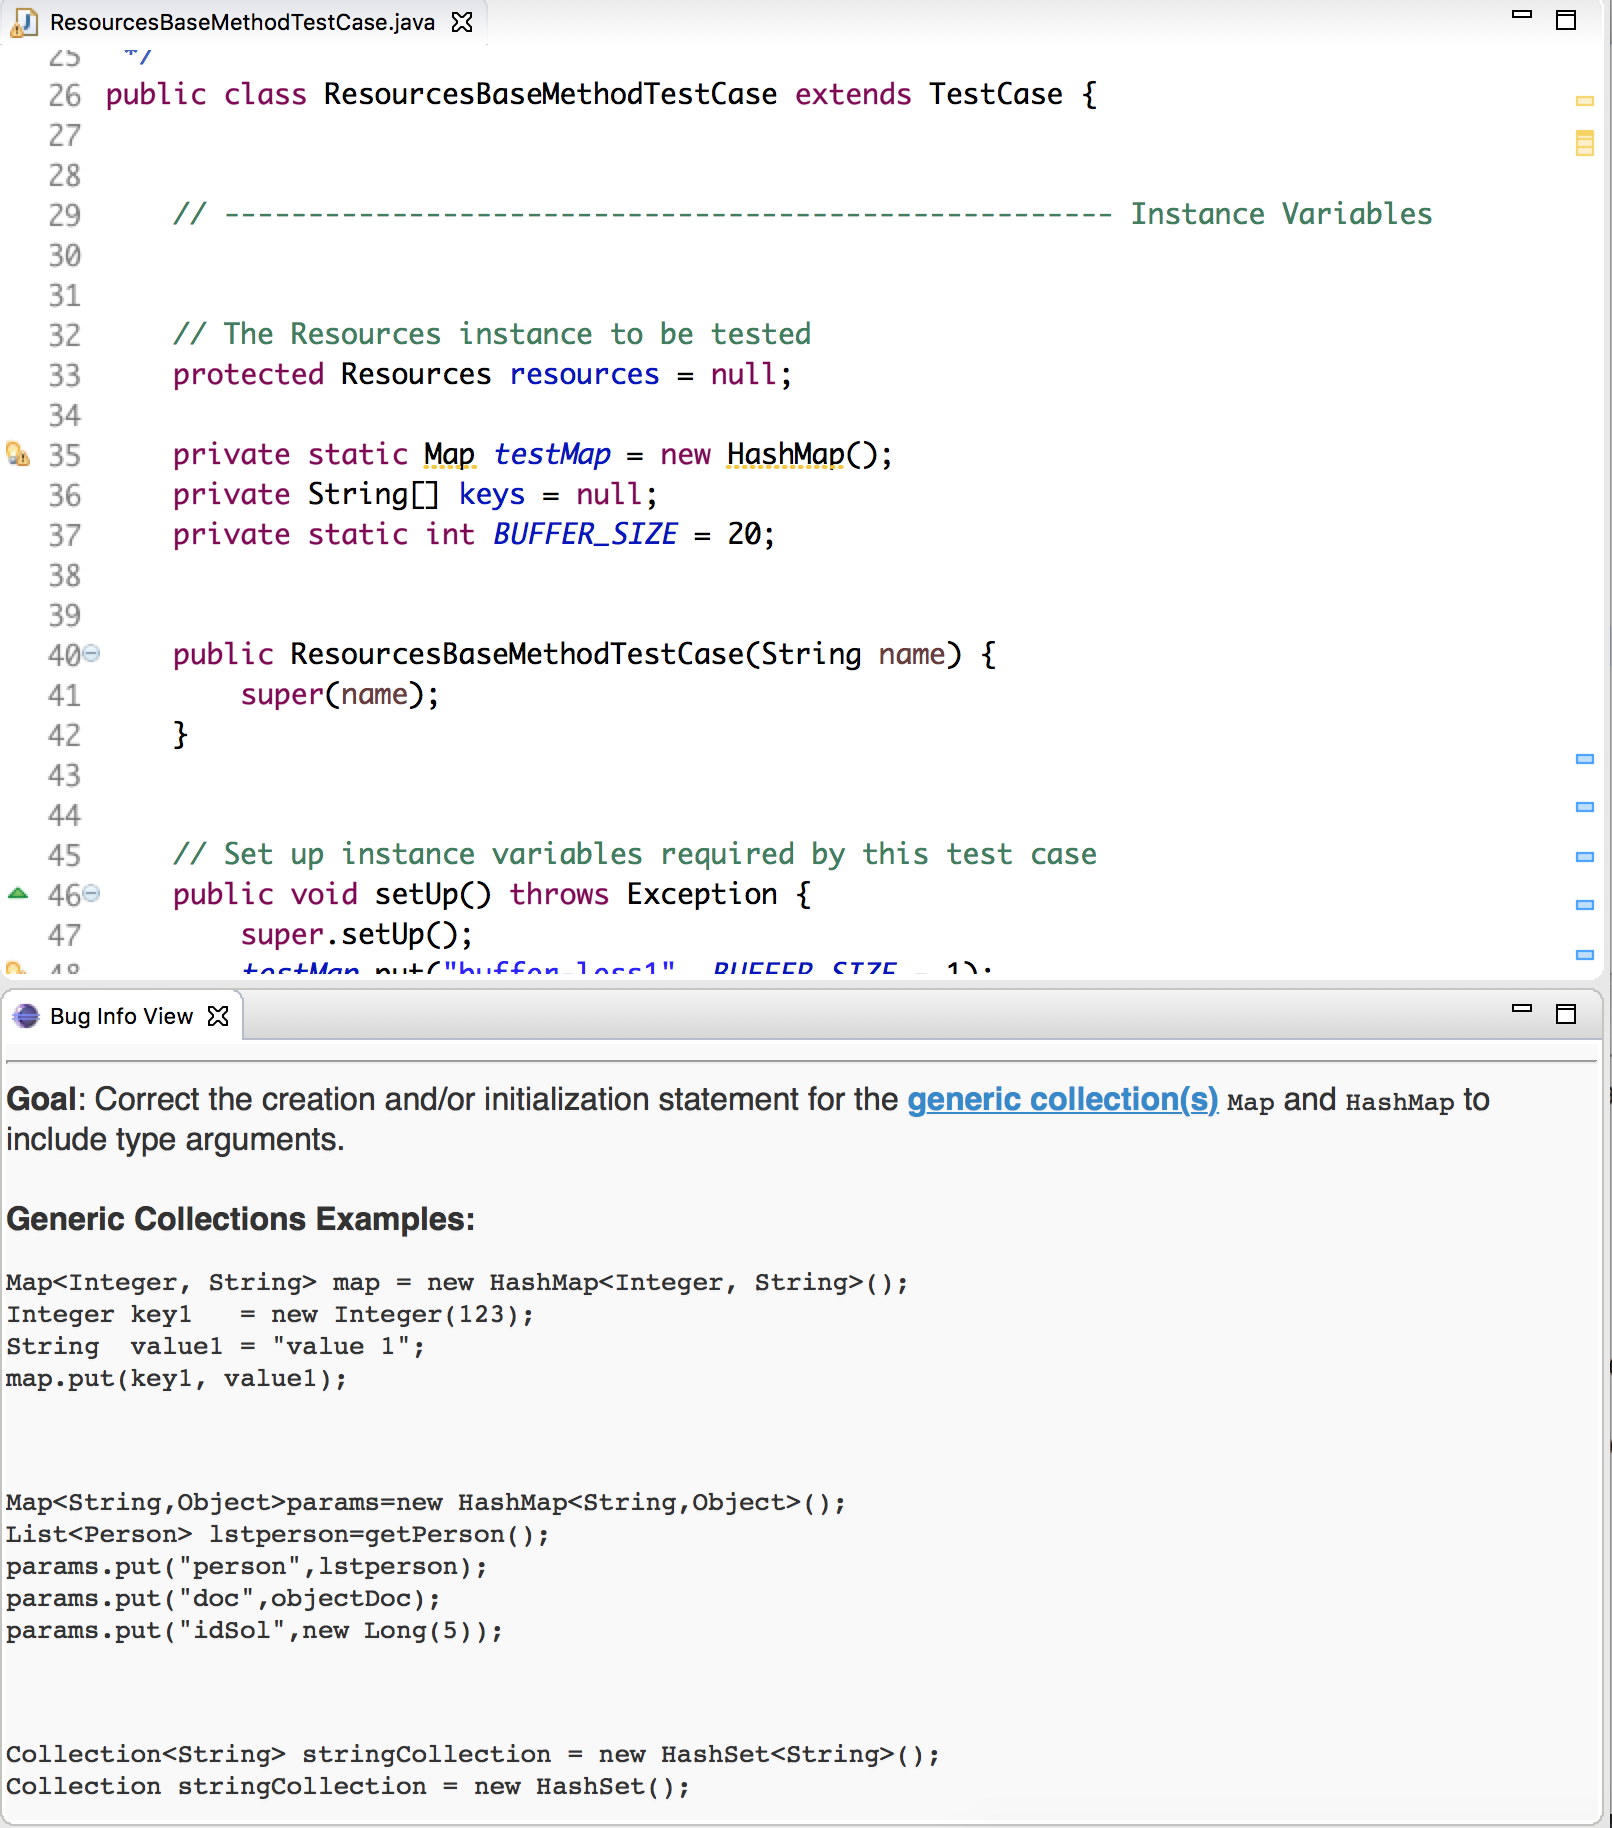 ResourcesBaseMethodTestCase.java
25 */
26 public class ResourcesBaseMethodTestCase extends TestCase {
27
28
29 // ----------------------------------------------------- Instance Variables
30
31
32 // The Resources instance to be tested
33 protected Resources resources = null;
34
35 private static Map testMap = new HashMap();
36 private String[] keys = null;
37 private static int BUFFER_SIZE = 20;
38
39
40 public ResourcesBaseMethodTestCase(String name) {
41 super(name);
42 }
43
44
45 // Set up instance variables required by this test case
46 public void setUp() throws Exception {
47 super.setUp();
48 testMap.put("buffer-less1", BUFFER_SIZE - 1);
Bug Info View
Goal: Correct the creation and/or initialization statement for the generic collection(s) Map and HashMap to
include type arguments.
Generic Collections Examples:
Map<Integer, String> map = new HashMap<Integer, String>();
Integer key1   = new Integer(123);
String  value1 = "value 1";
map.put(key1, value1);
Map<String,Object>params=new HashMap<String,Object>();
List<Person> lstperson=getPerson();
params.put("person",lstperson);
params.put("doc",objectDoc);
params.put("idSol",new Long(5));
Collection<String> stringCollection = new HashSet<String>();
Collection stringCollection = new HashSet();